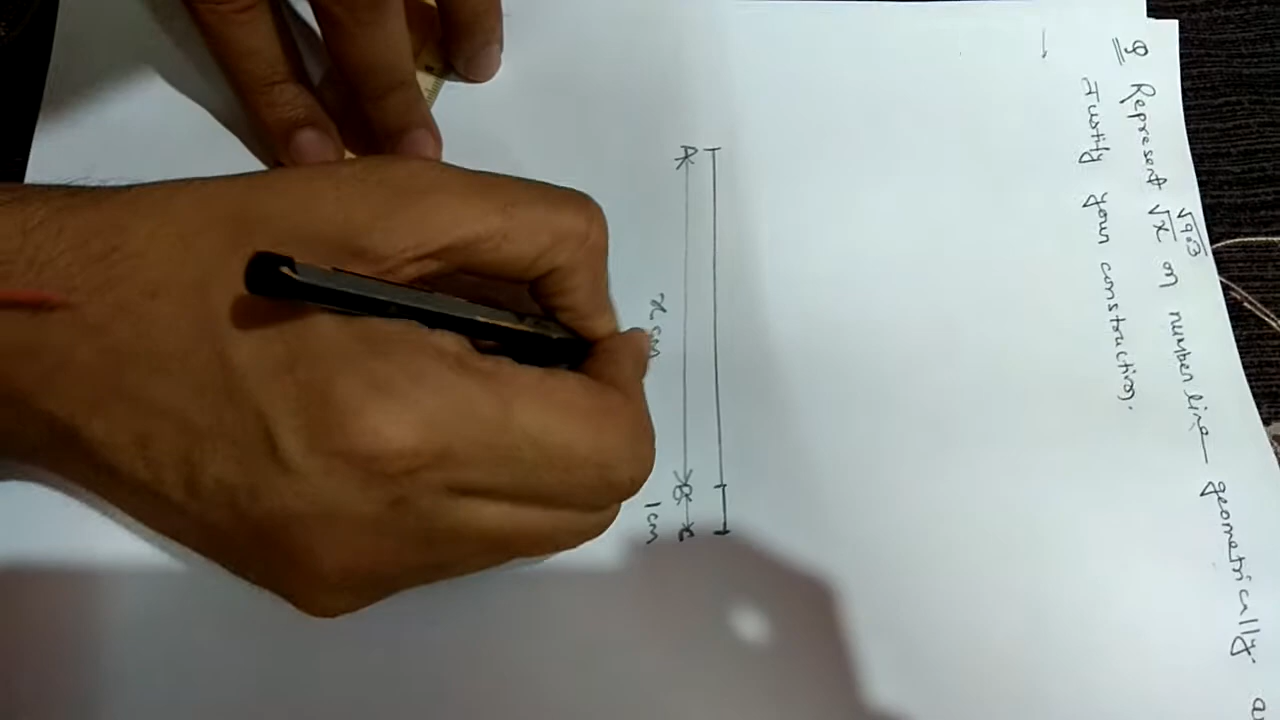 Q Represent √x on number line geometrically
√9.3
Justify your construction.
→
A B C
x cm 1cm